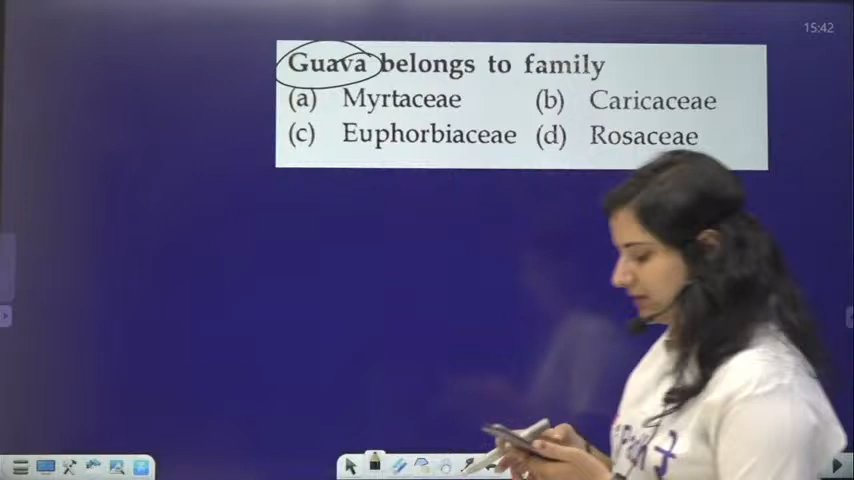 15:42
Guava belongs to family
(a) Myrtaceae (b) Caricaceae
(c) Euphorbiaceae (d) Rosaceae